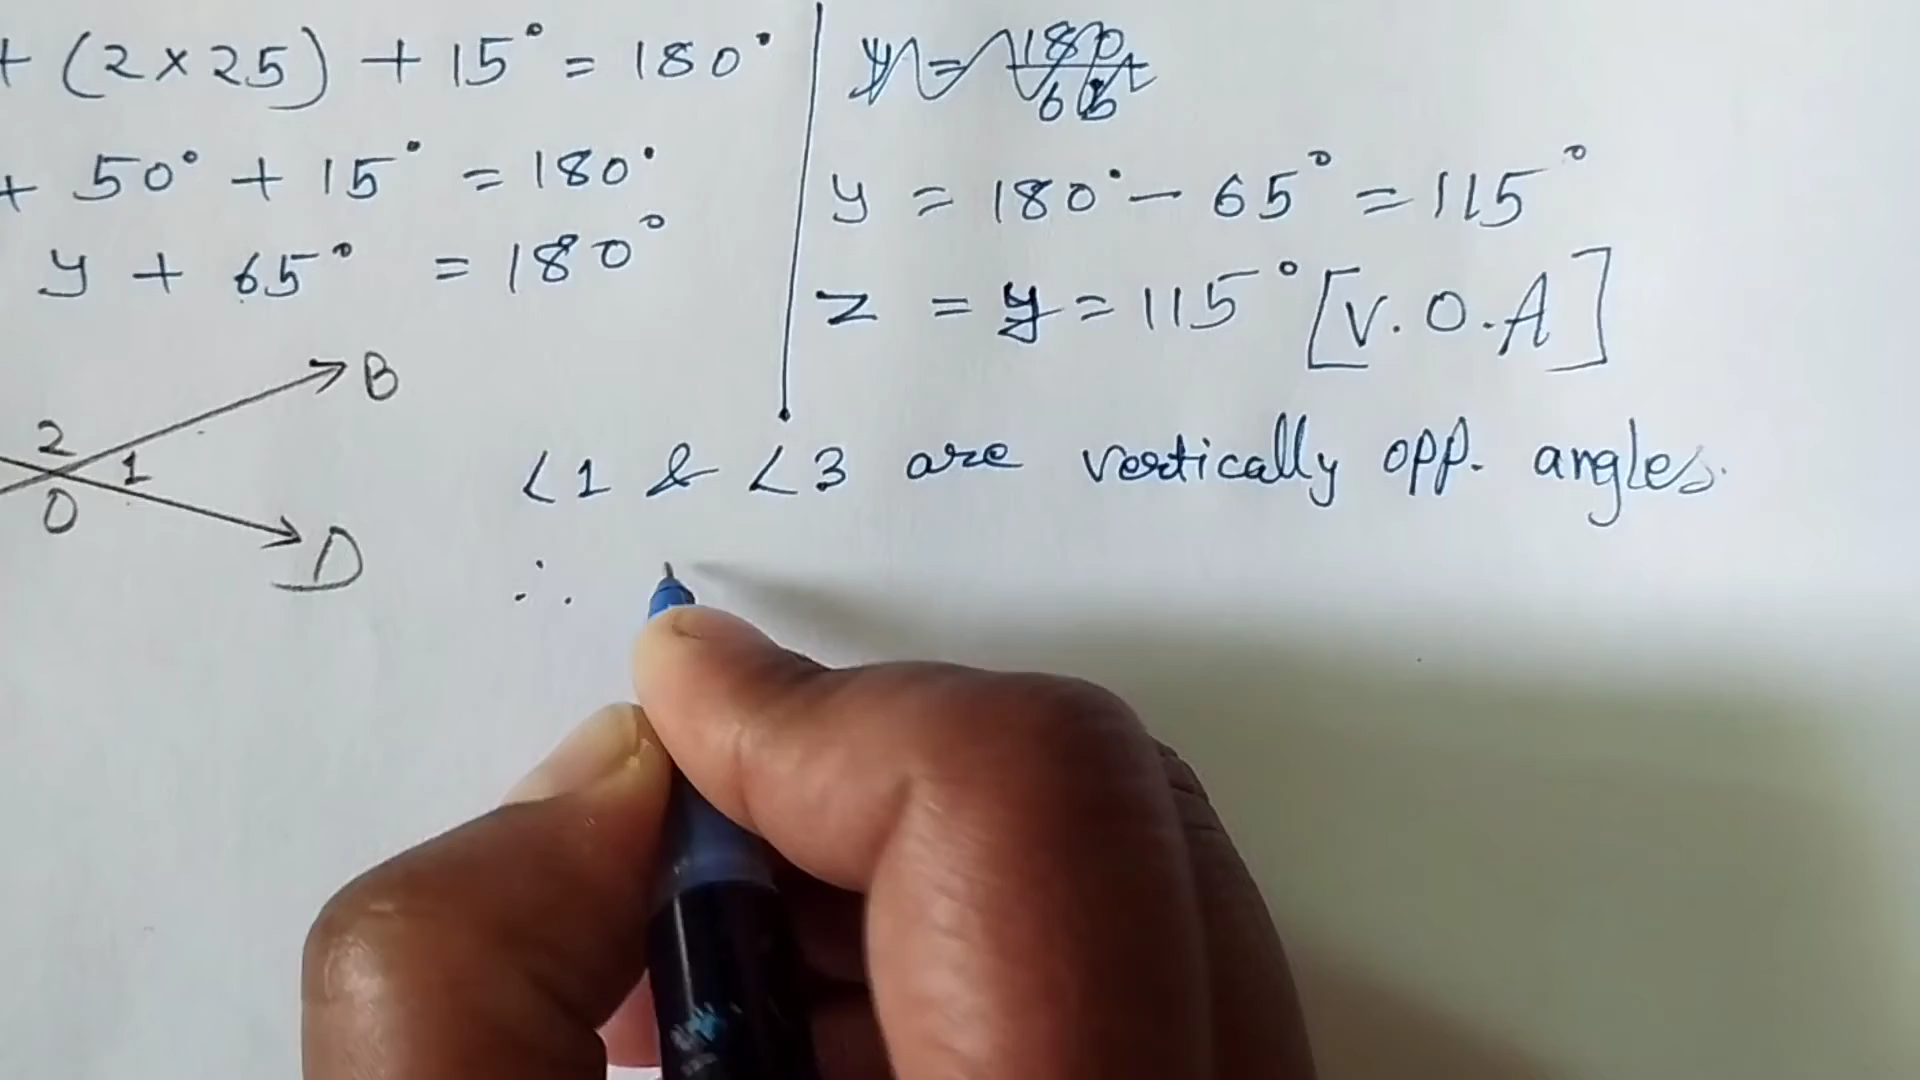 + (2×25) + 15° = 180°
+ 50° + 15° = 180°
y + 65° = 180°
y = 180° - 65° = 115°
z = y = 115° [V.O.A]
B
2
1
O
D
∠1 & ∠3 are vertically opp. angles.
∴